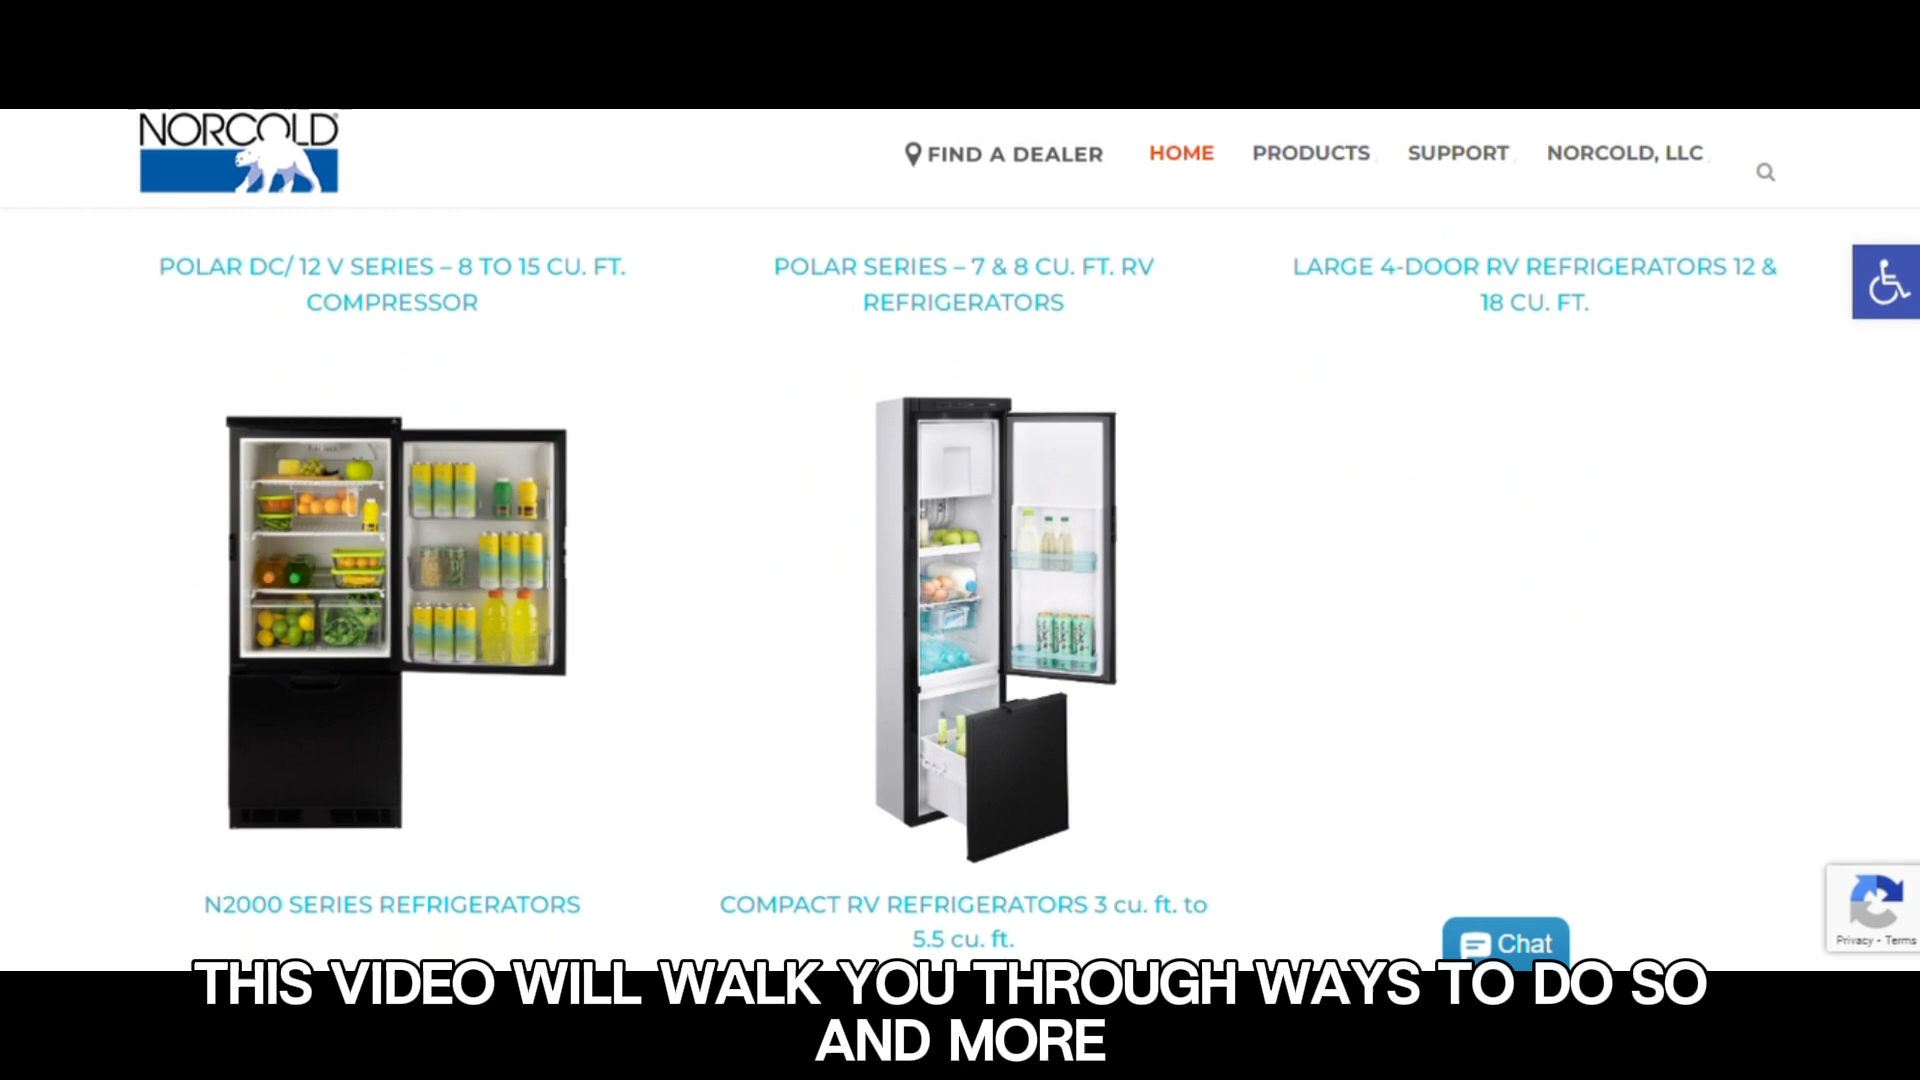 NORCOLD
FIND A DEALER
HOME
PRODUCTS
SUPPORT
NORCOLD, LLC
POLAR DC/ 12 V SERIES – 8 TO 15 CU. FT.
COMPRESSOR
POLAR SERIES – 7 & 8 CU. FT. RV
REFRIGERATORS
LARGE 4-DOOR RV REFRIGERATORS 12 &
18 CU. FT.
N2000 SERIES REFRIGERATORS
COMPACT RV REFRIGERATORS 3 cu. ft. to
5.5 cu. ft.
Chat
Privacy - Terms
THIS VIDEO WILL WALK YOU THROUGH WAYS TO DO SO
AND MORE